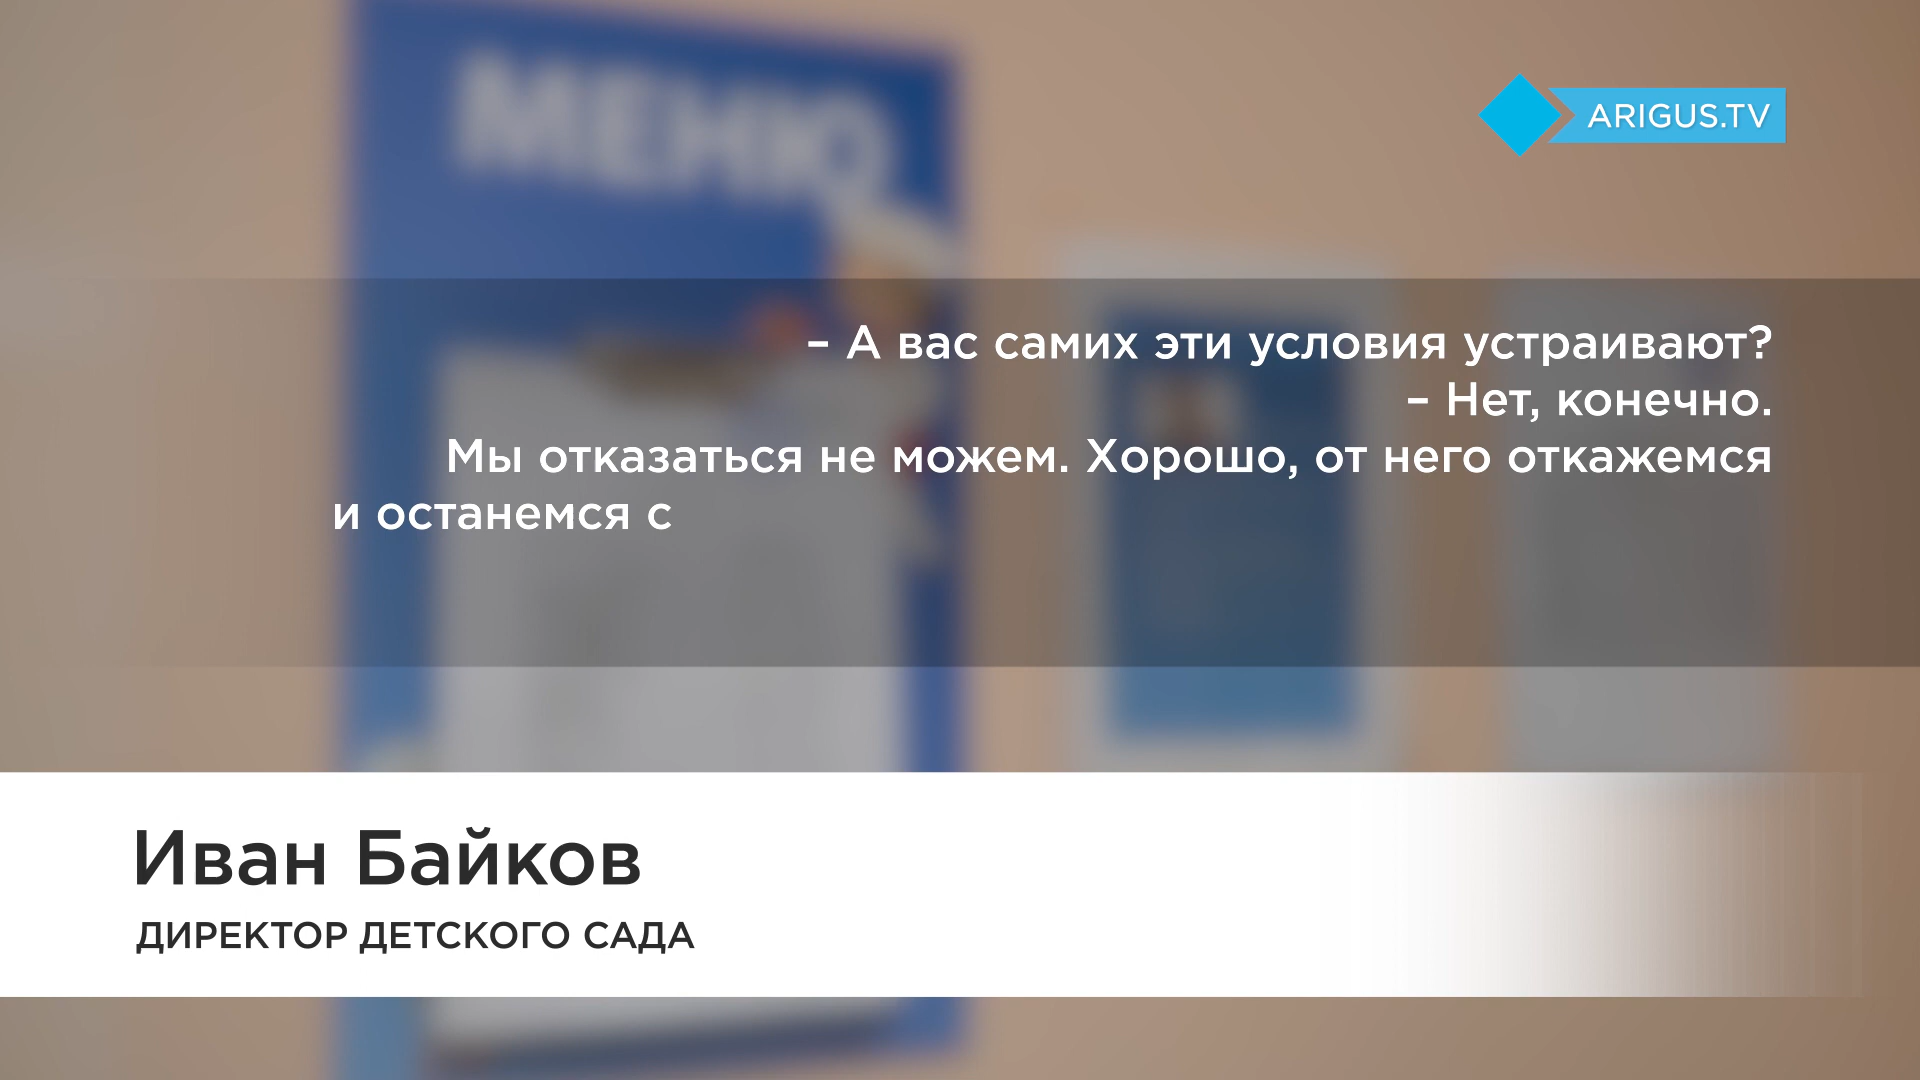 МЕНЮ
ARIGUS.TV
– А вас самих эти условия устраивают?
– Нет, конечно.
Мы отказаться не можем. Хорошо, от него откажемся
и останемся с
Иван Байков
ДИРЕКТОР ДЕТСКОГО САДА